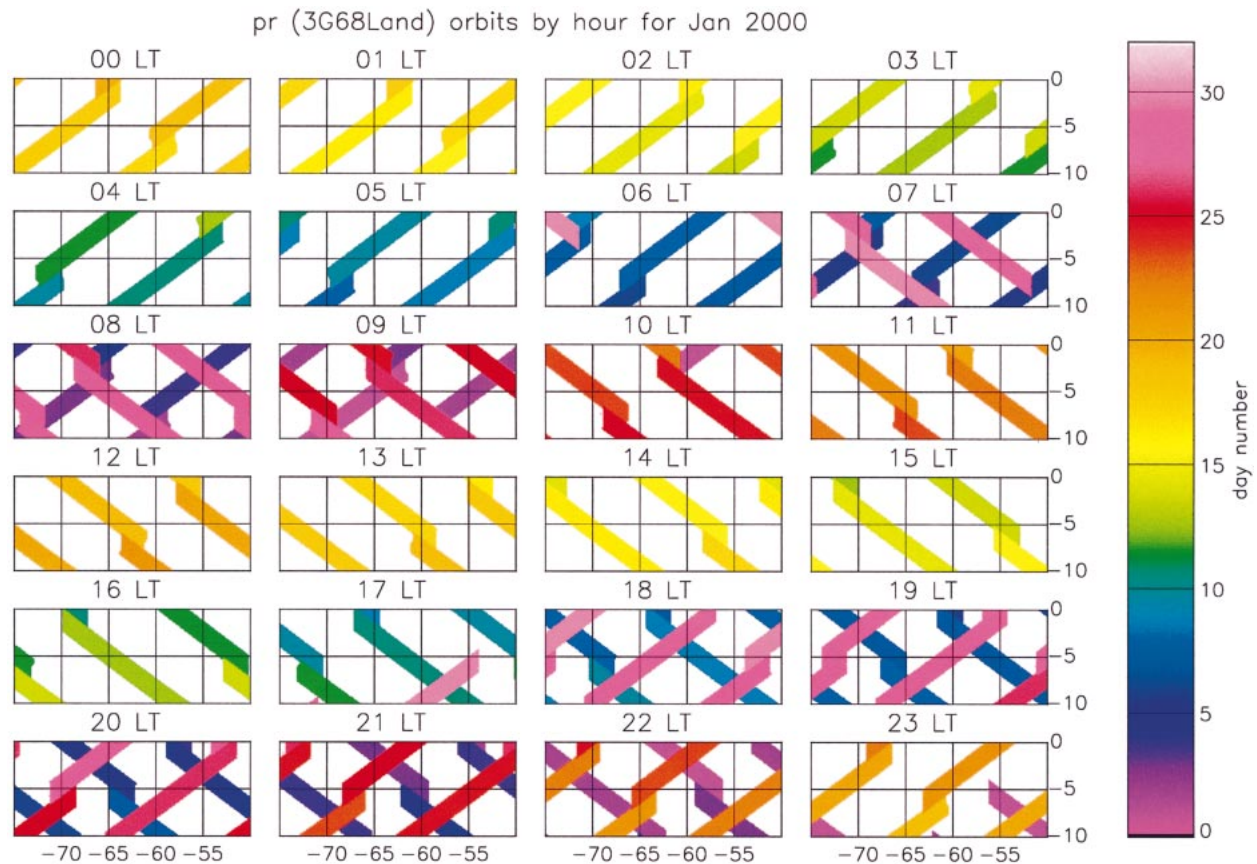 pr (3G68Land) orbits by hour for Jan 2000
00 LT 01 LT 02 LT 03 LT
0
-5
10
04 LT 05 LT 06 LT 07 LT
0
-5
10
08 LT 09 LT 10 LT 11 LT
0
-5
10
12 LT 13 LT 14 LT 15 LT
0
-5
10
16 LT 17 LT 18 LT 19 LT
0
-5
10
20 LT 21 LT 22 LT 23 LT
0
-5
10
-70 -65 -60 -55 -70 -65 -60 -55 -70 -65 -60 -55 -70 -65 -60 -55
30
25
20
15
10
5
0
day number